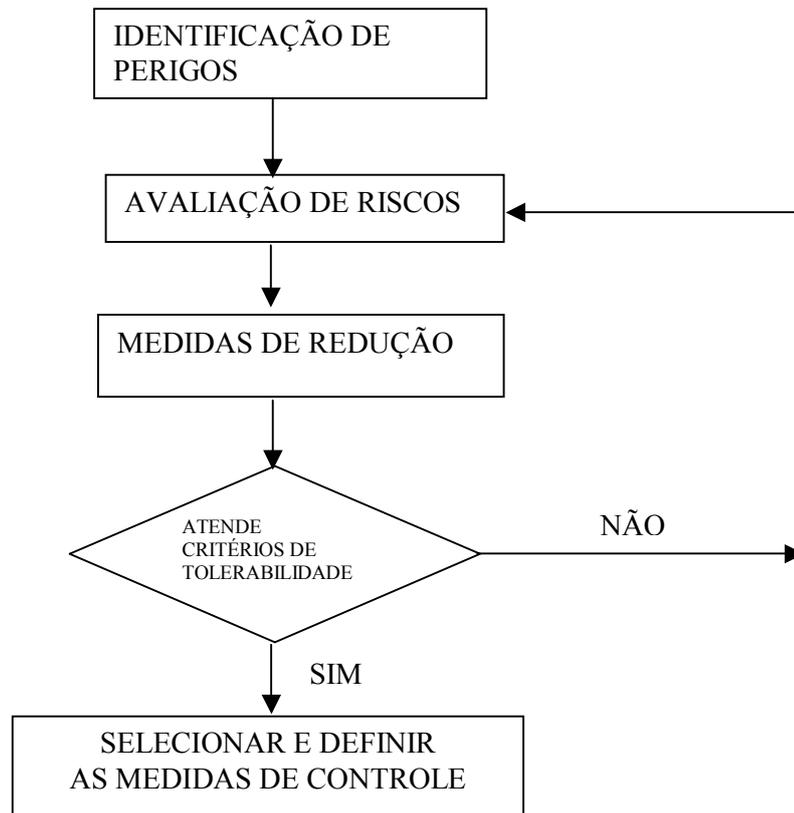 IDENTIFICAÇÃO DE
PERIGOS
AVALIAÇÃO DE RISCOS
MEDIDAS DE REDUÇÃO
ATENDE
CRITÉRIOS DE
TOLERABILIDADE
NÃO
SIM
SELECIONAR E DEFINIR
AS MEDIDAS DE CONTROLE